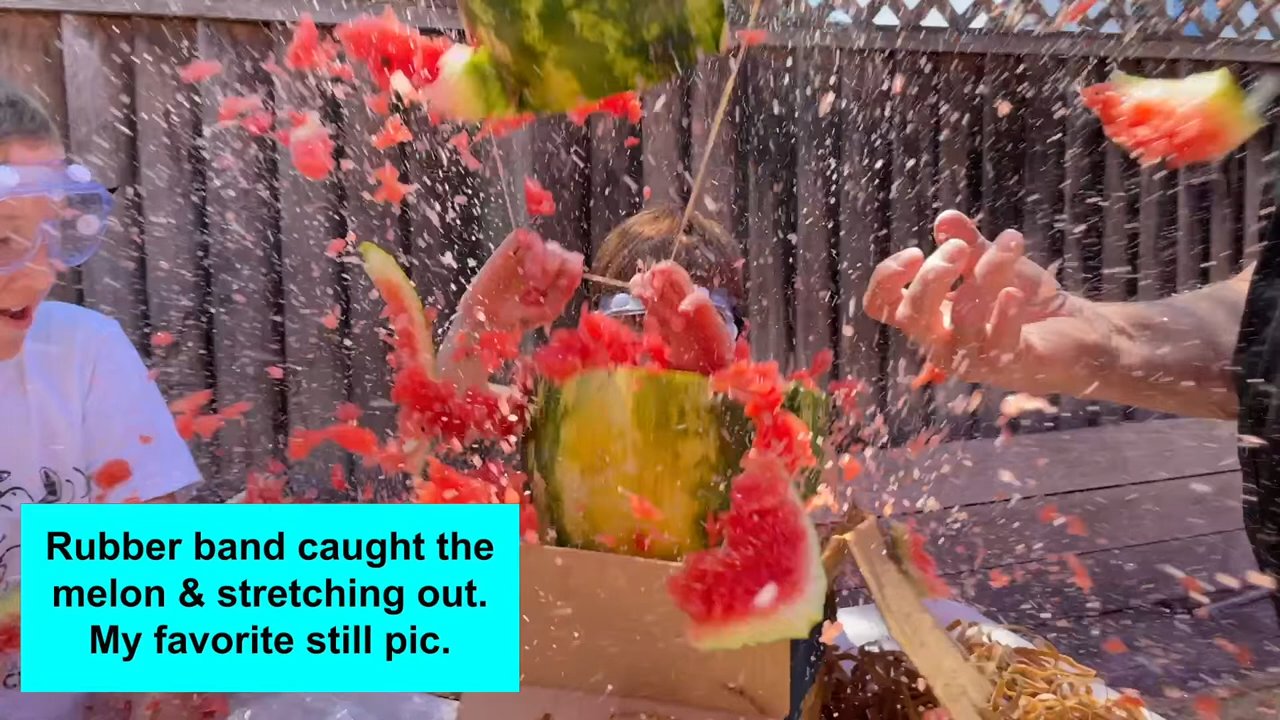 Rubber band caught the
melon & stretching out.
My favorite still pic.